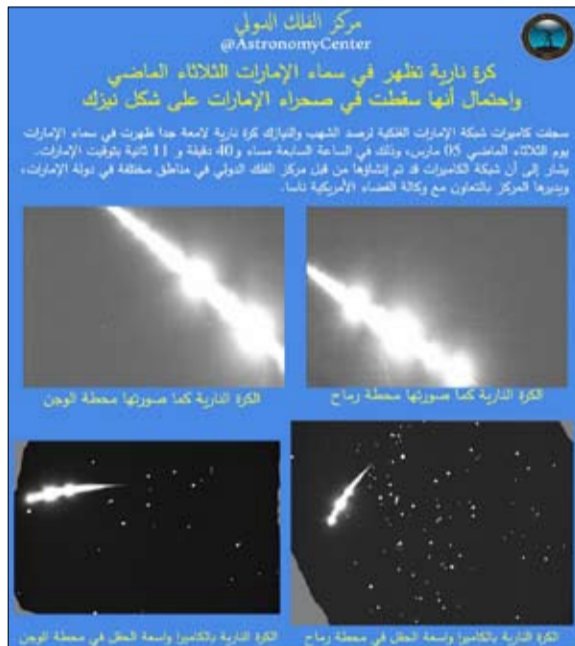 مركز الفلك الدولي
@AstronomyCenter
كرة نارية تظهر في سماء الإمارات الثلاثاء الماضي
واحتمال أنها سقطت في صحراء الإمارات على شكل نيزك
سجلت كاميرات شبكة الإمارات الفلكية لرصد الشهب والنيازك كرة نارية لامعة جدا ظهرت في سماء الإمارات
يوم الثلاثاء الماضي 05 مارس، وذلك في الساعة السابعة مساء و40 دقيقة و 11 ثانية بتوقيت الإمارات.
يشار إلى أن شبكة الكاميرات قد تم إنشاؤها من قبل مركز الفلك الدولي في مناطق مختلفة في دولة الإمارات،
ويديرها المركز بالتعاون مع وكالة الفضاء الأمريكية ناسا.
الكرة النارية كما صورتها محطة رماح
الكرة النارية كما صورتها محطة الوجن
الكرة النارية بالكاميرا واسعة الحقل في محطة رماح
الكرة النارية بالكاميرا واسعة الحقل في محطة الوجن